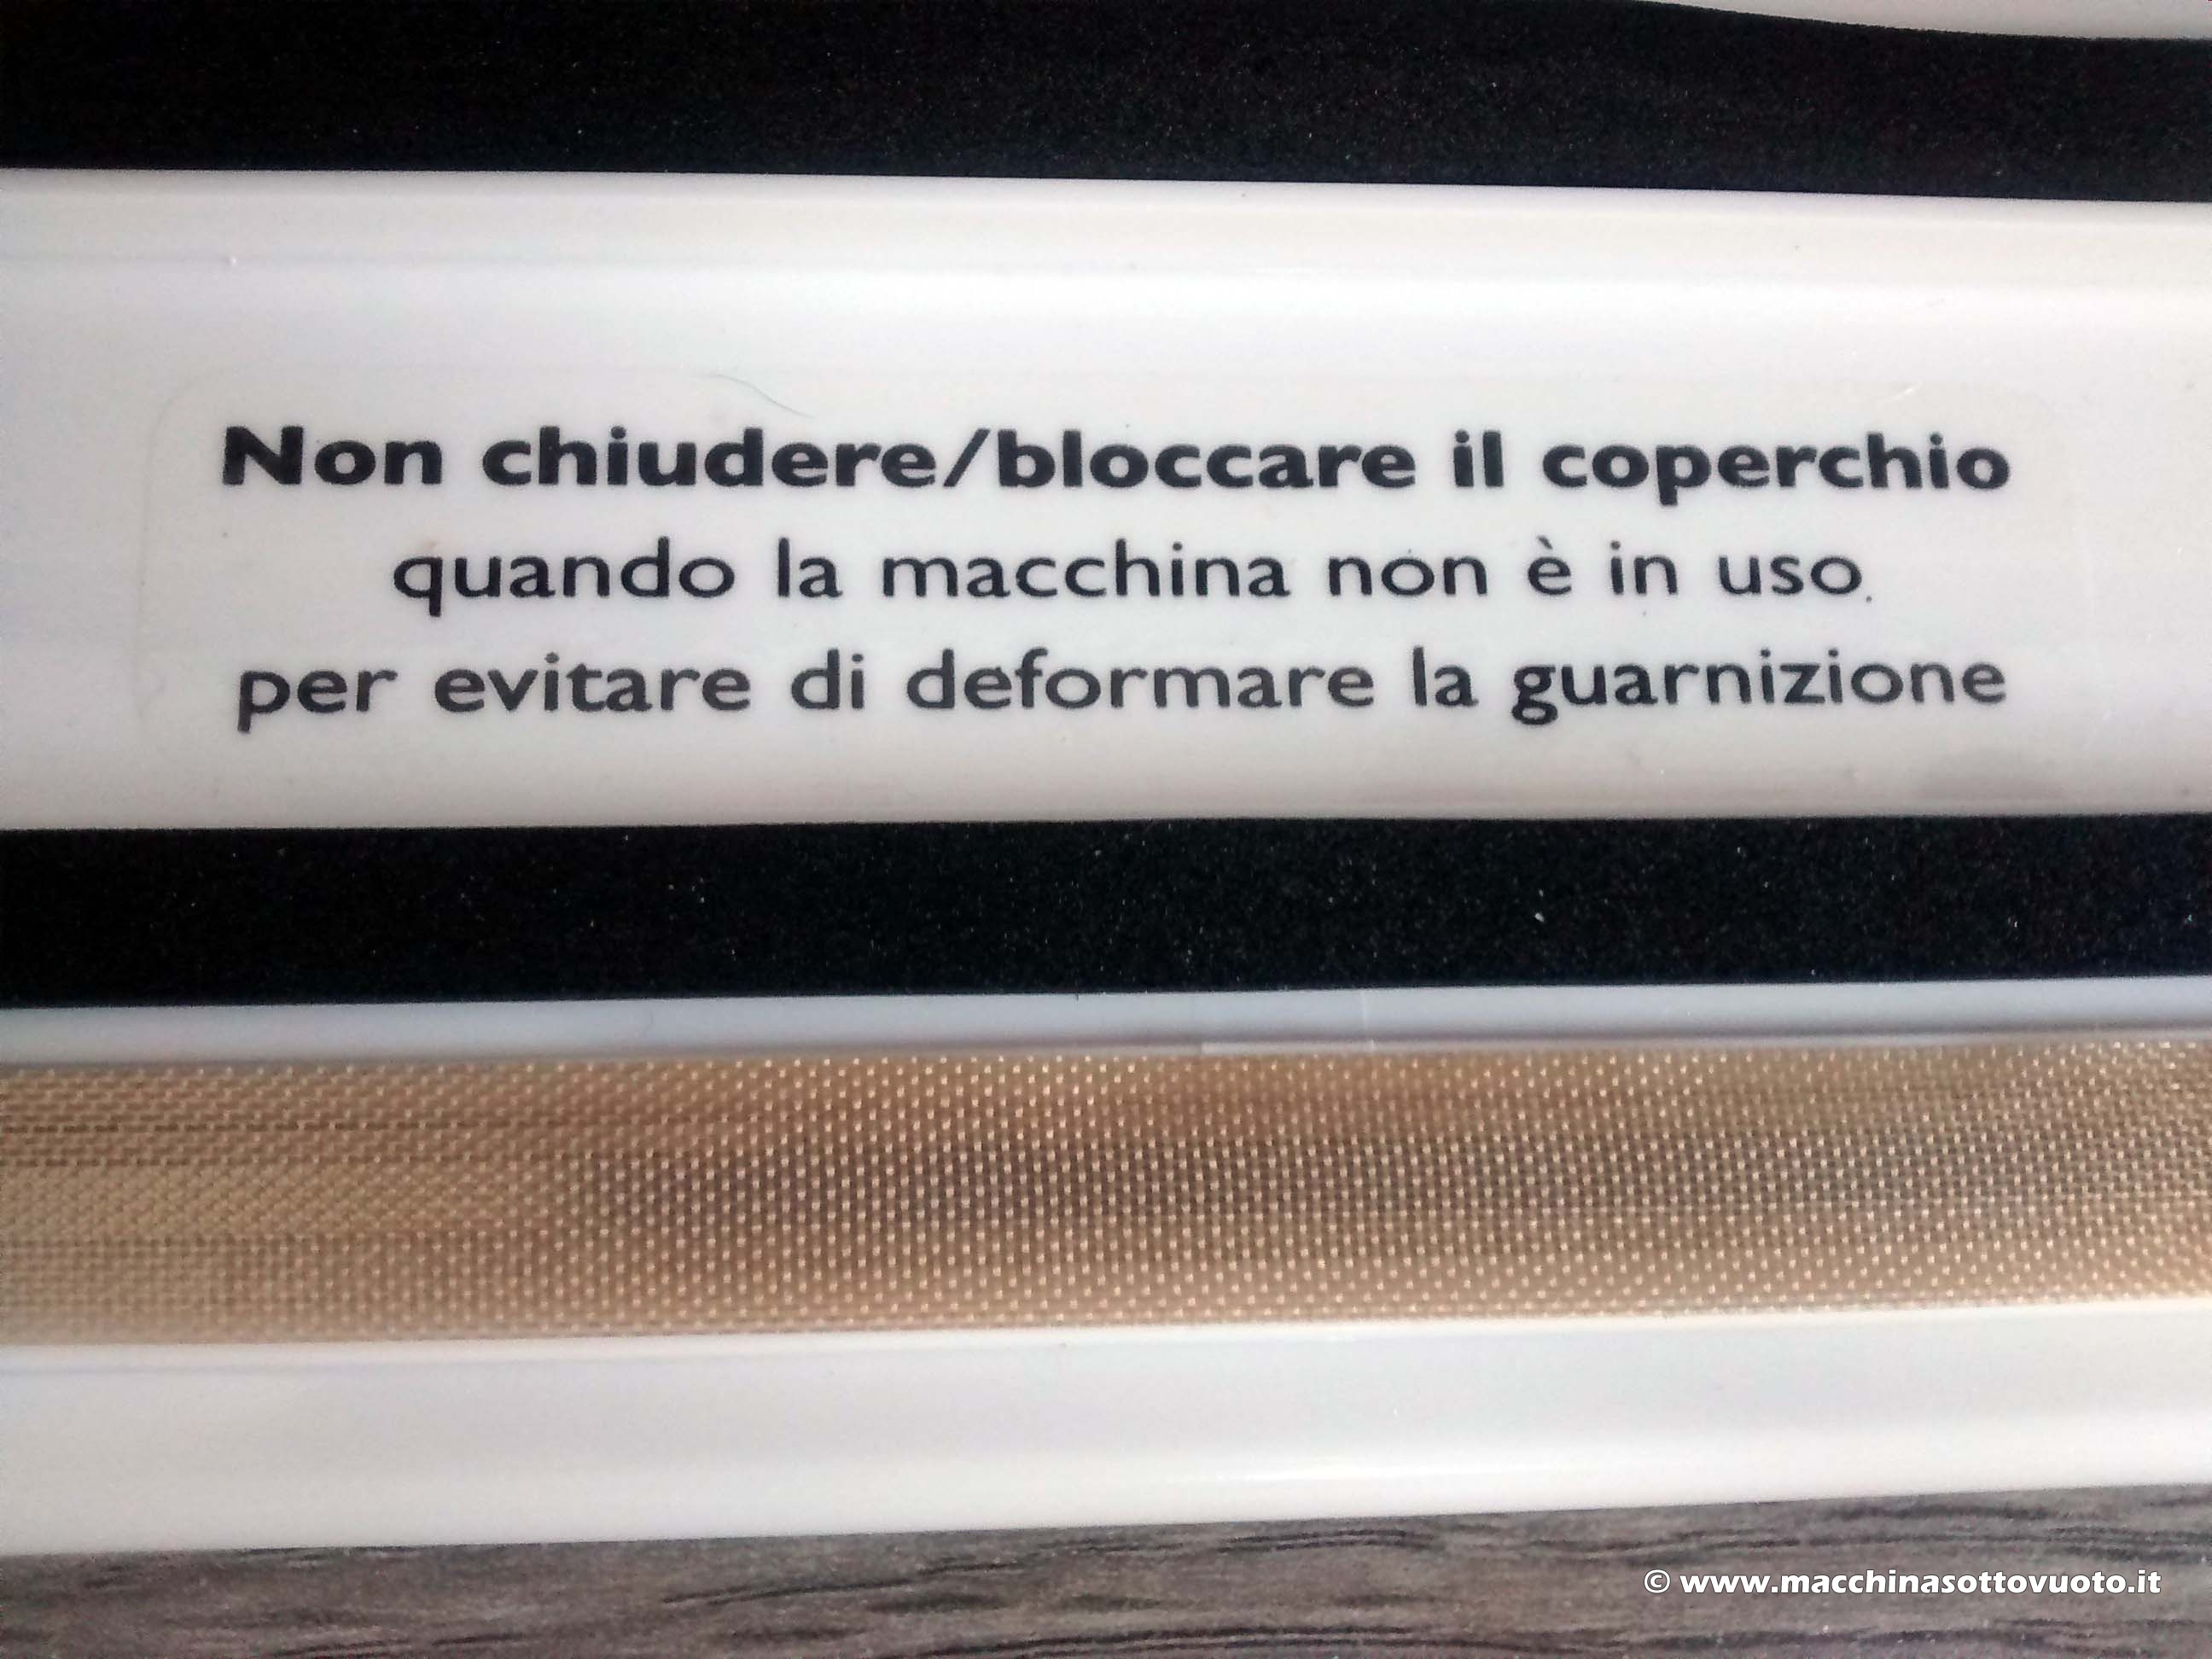 Non chiudere/bloccare il coperchio
quando la macchina non è in uso
per evitare di deformare la guarnizione
© www.macchinasottovuoto.it